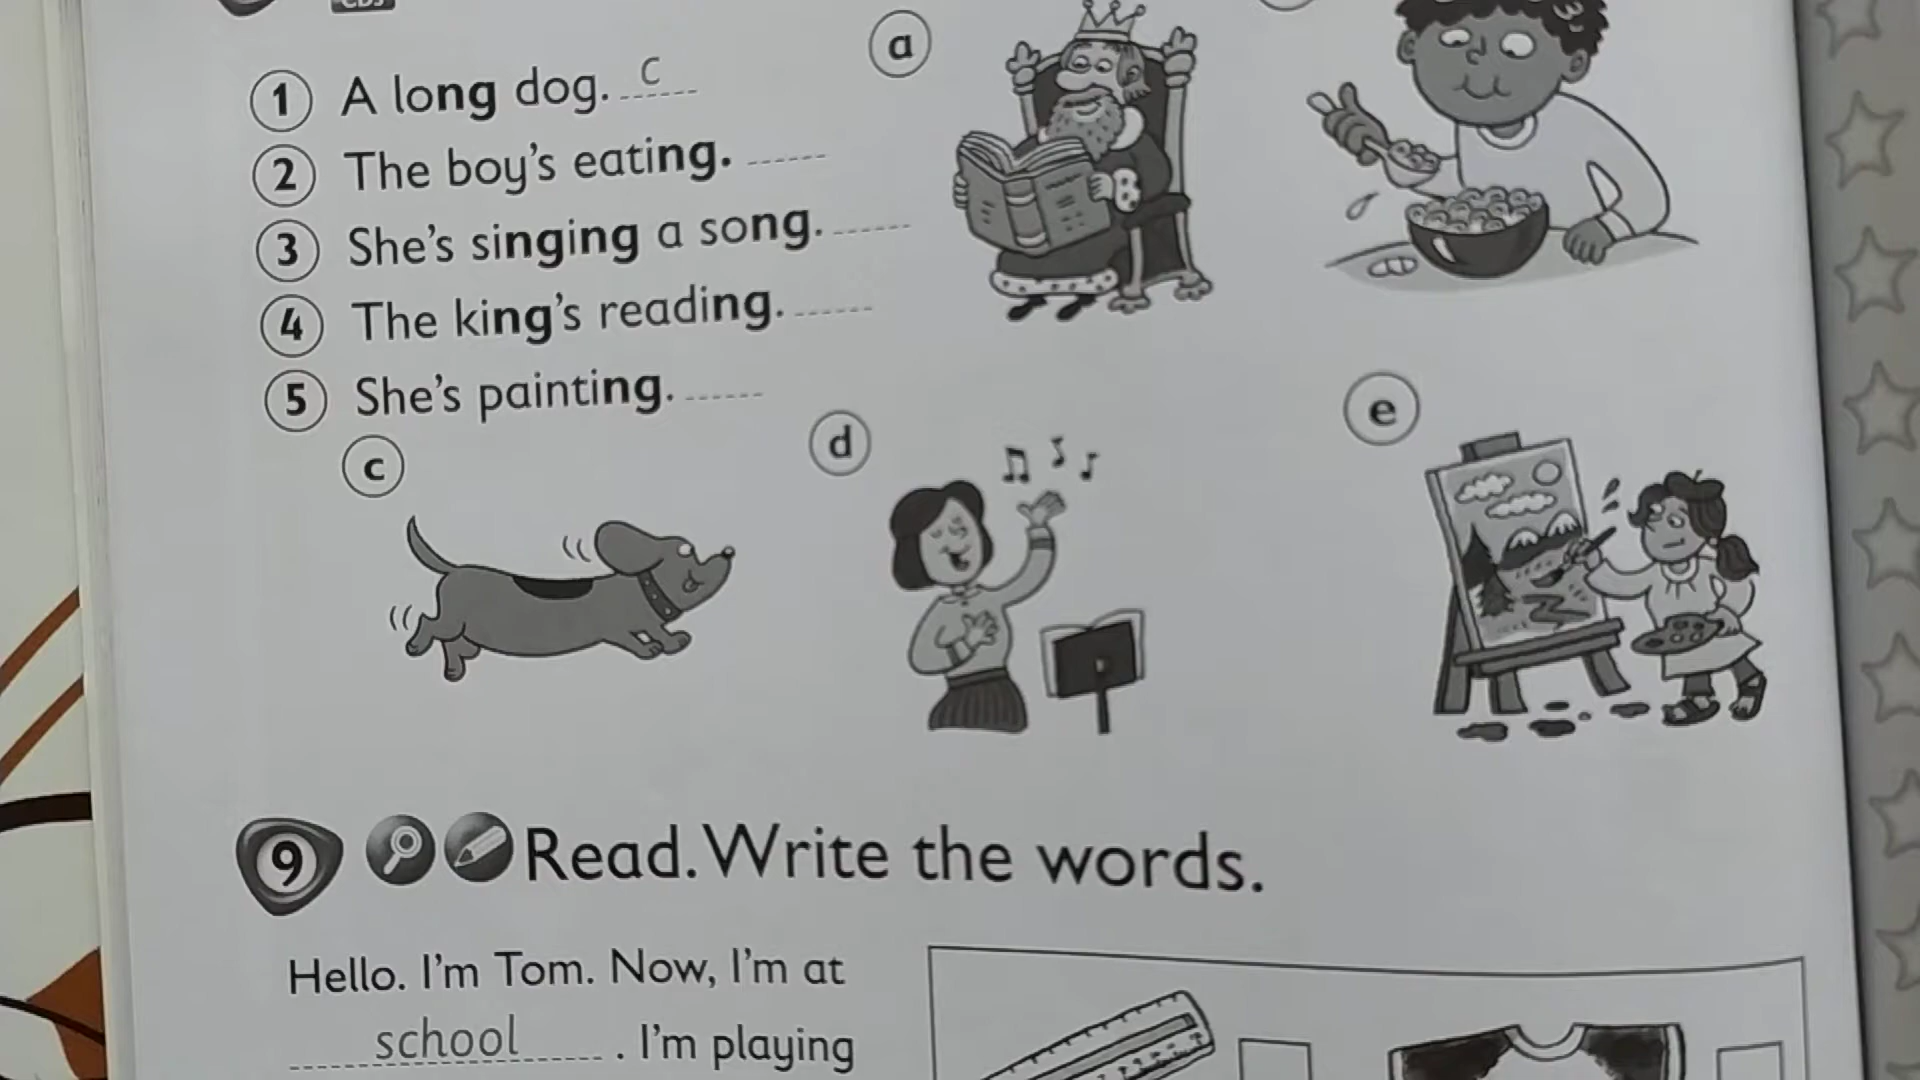 CD3
1 A long dog. c
2 The boy's eating.
3 She's singing a song.
4 The king's reading.
5 She's painting.
a
c
d
e
9 Read. Write the words.
Hello. I'm Tom. Now, I'm at
school . I'm playing